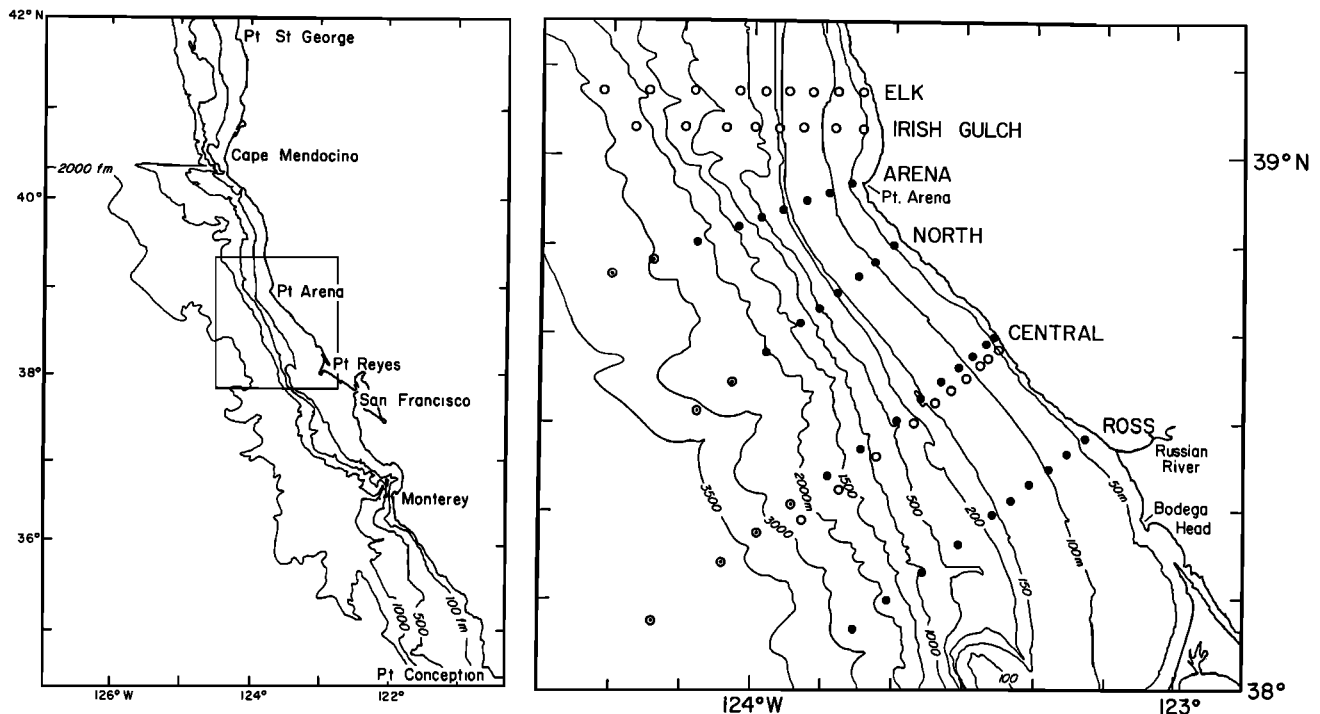 42°N
Pt St George
Cape Mendocino
2000 fm
40°
Pt Arena
38°
Pt Reyes
San Francisco
Monterey
36°
1000
500
100 fm
Pt Conception
126°W
124°
122°
ELK
IRISH GULCH
39°N
ARENA
Pt. Arena
NORTH
CENTRAL
ROSS
Russian
River
3500
3000
2000m
1500
500
200
50m
Bodega
Head
100m
150
1000
100
38°
124°W
123°